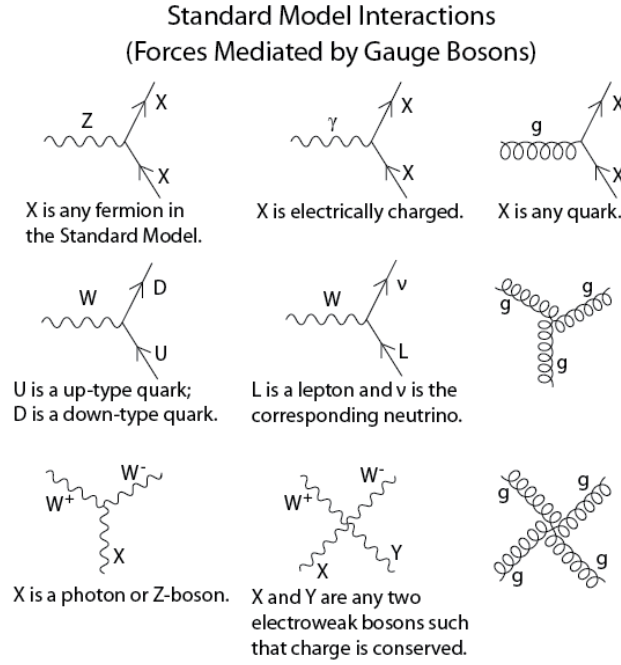 Standard Model Interactions
(Forces Mediated by Gauge Bosons)
Z
X
X
X is any fermion in
the Standard Model.
γ
X
X
X is electrically charged.
g
X
X
X is any quark.
W
D
U
U is a up-type quark;
D is a down-type quark.
W
ν
L
L is a lepton and ν is the
corresponding neutrino.
g
g
g
W⁺
W⁻
X
X is a photon or Z-boson.
W⁺
W⁻
X
Y
X and Y are any two
electroweak bosons such
that charge is conserved.
g
g
g
g